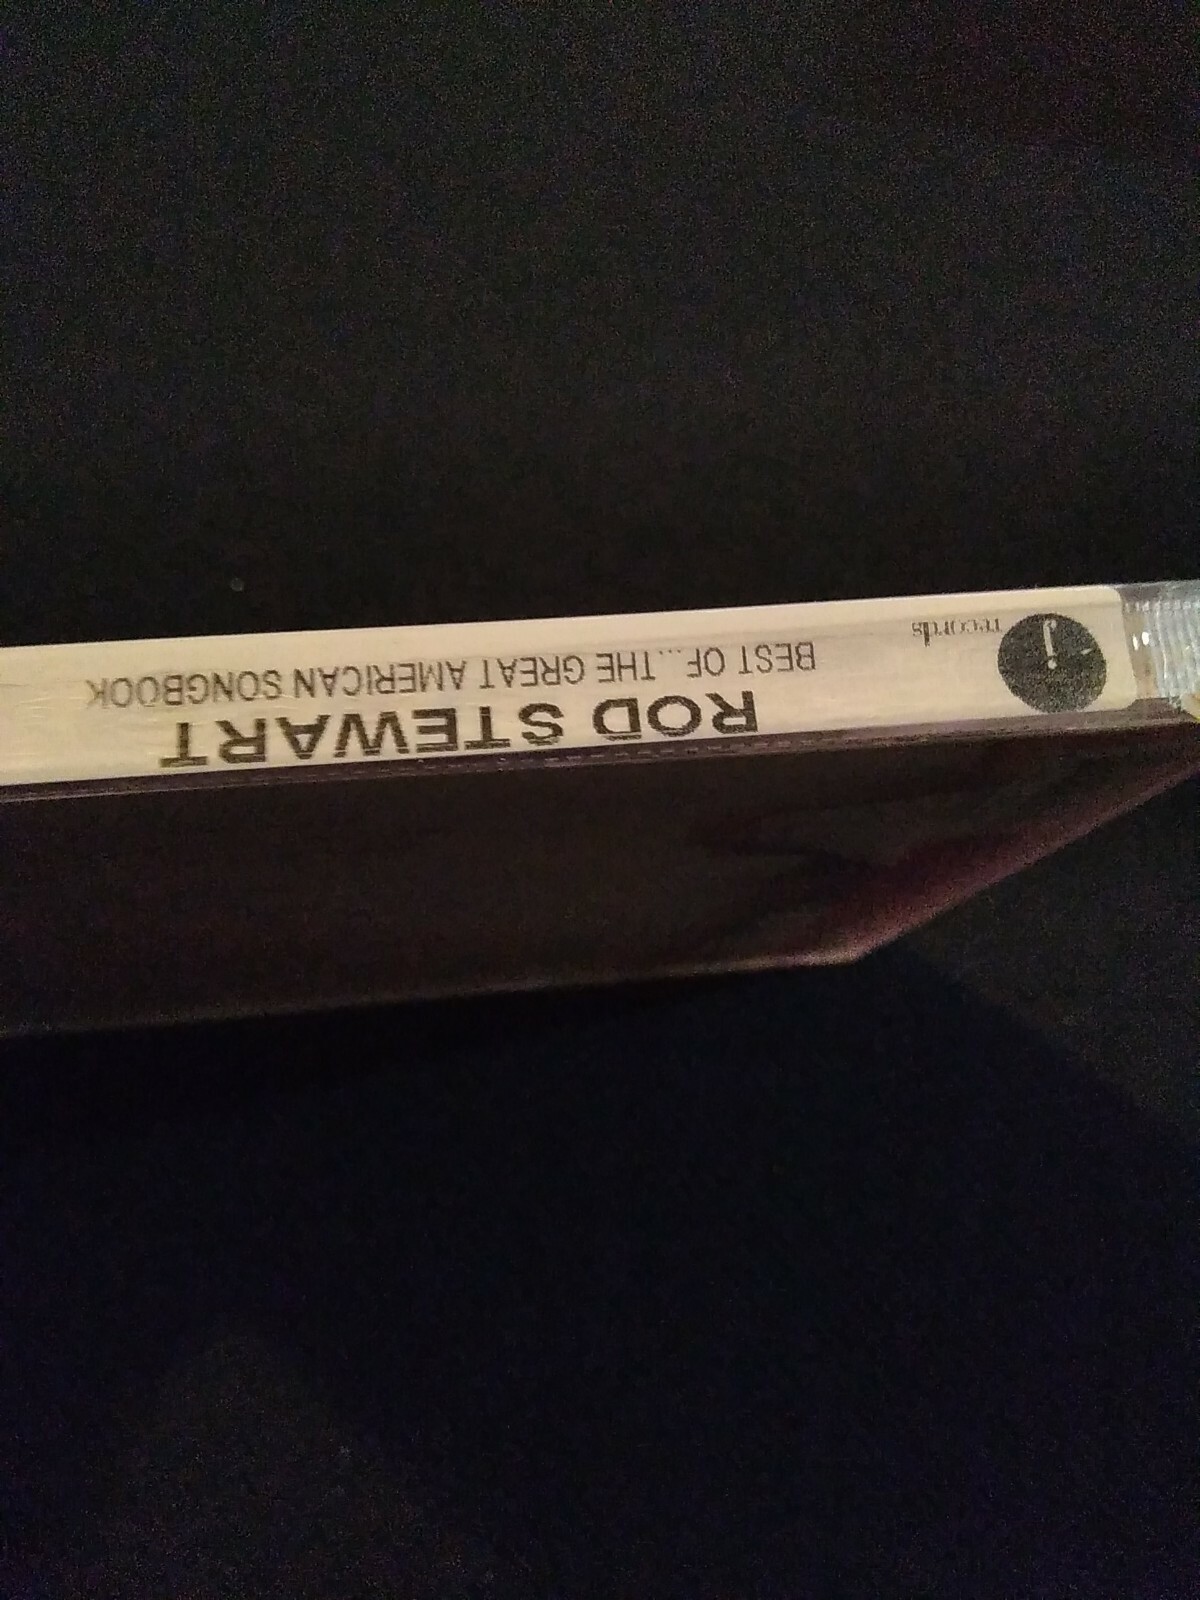 ROD STEWART
BEST OF...THE GREAT AMERICAN SONGBOOK
j
records